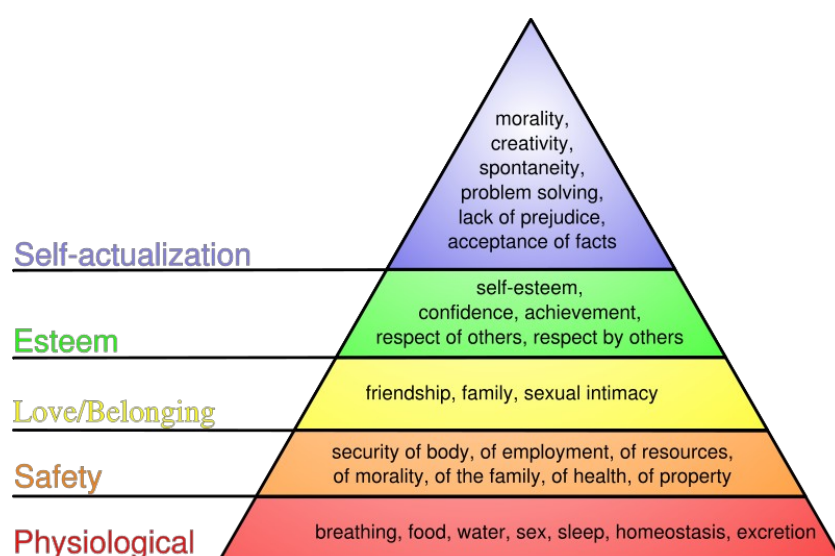 morality,
creativity,
spontaneity,
problem solving,
lack of prejudice,
acceptance of facts
Self-actualization
self-esteem,
confidence, achievement,
respect of others, respect by others
Esteem
friendship, family, sexual intimacy
Love/Belonging
security of body, of employment, of resources,
of morality, of the family, of health, of property
Safety
breathing, food, water, sex, sleep, homeostasis, excretion
Physiological